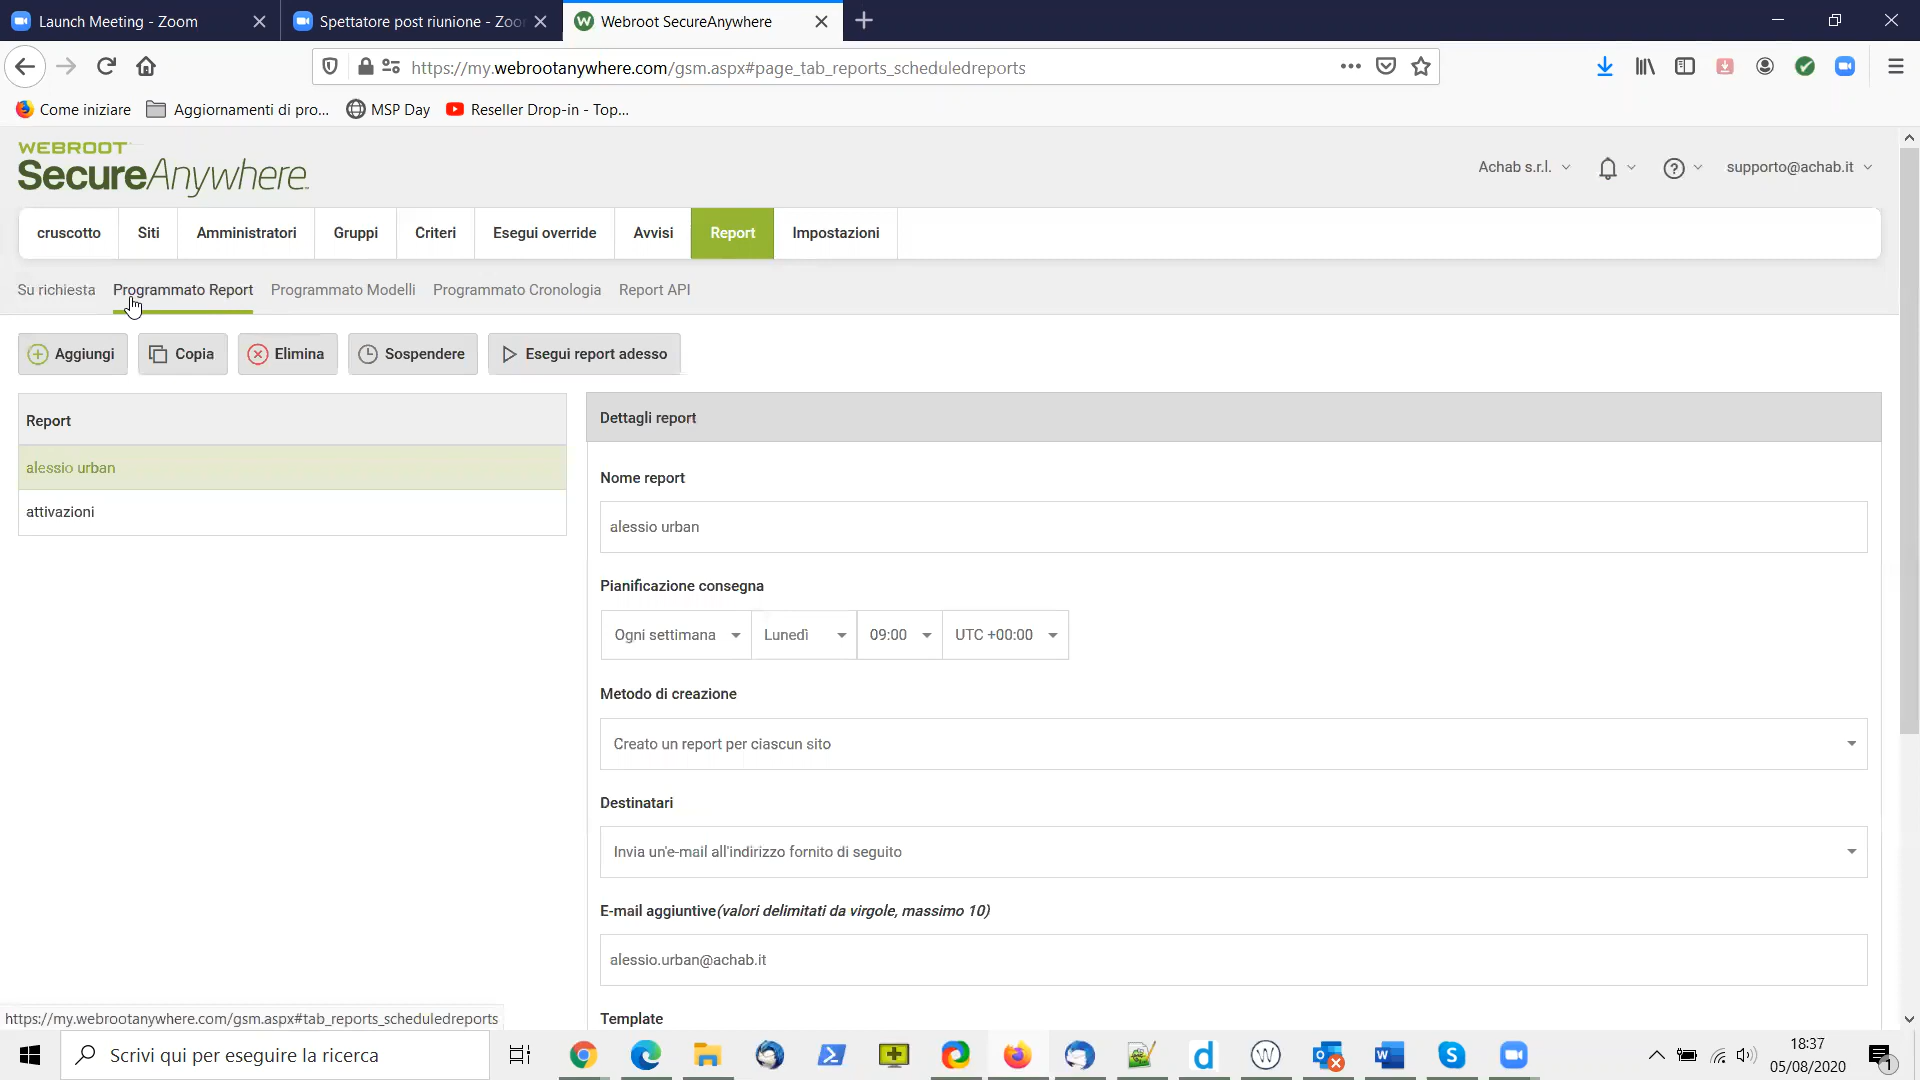 Launch Meeting - Zoom
Spettatore post riunione - Zoo
Webroot SecureAnywhere
https://my.webrootanywhere.com/gsm.aspx#page_tab_reports_scheduledreports
Come iniziare
Aggiornamenti di pro...
MSP Day
Reseller Drop-in - Top...
WEBROOT
SecureAnywhere
Achab s.r.l.
supporto@achab.it
cruscotto
Siti
Amministratori
Gruppi
Criteri
Esegui override
Avvisi
Report
Impostazioni
Su richiesta
Programmato Report
Programmato Modelli
Programmato Cronologia
Report API
Aggiungi
Copia
Elimina
Sospendere
Esegui report adesso
Report
alessio urban
attivazioni
Dettagli report
Nome report
alessio urban
Pianificazione consegna
Ogni settimana
Lunedì
09:00
UTC +00:00
Metodo di creazione
Creato un report per ciascun sito
Destinatari
Invia un'e-mail all'indirizzo fornito di seguito
E-mail aggiuntive(valori delimitati da virgole, massimo 10)
alessio.urban@achab.it
Template
https://my.webrootanywhere.com/gsm.aspx#tab_reports_scheduledreports
Scrivi qui per eseguire la ricerca
18:37
05/08/2020
1